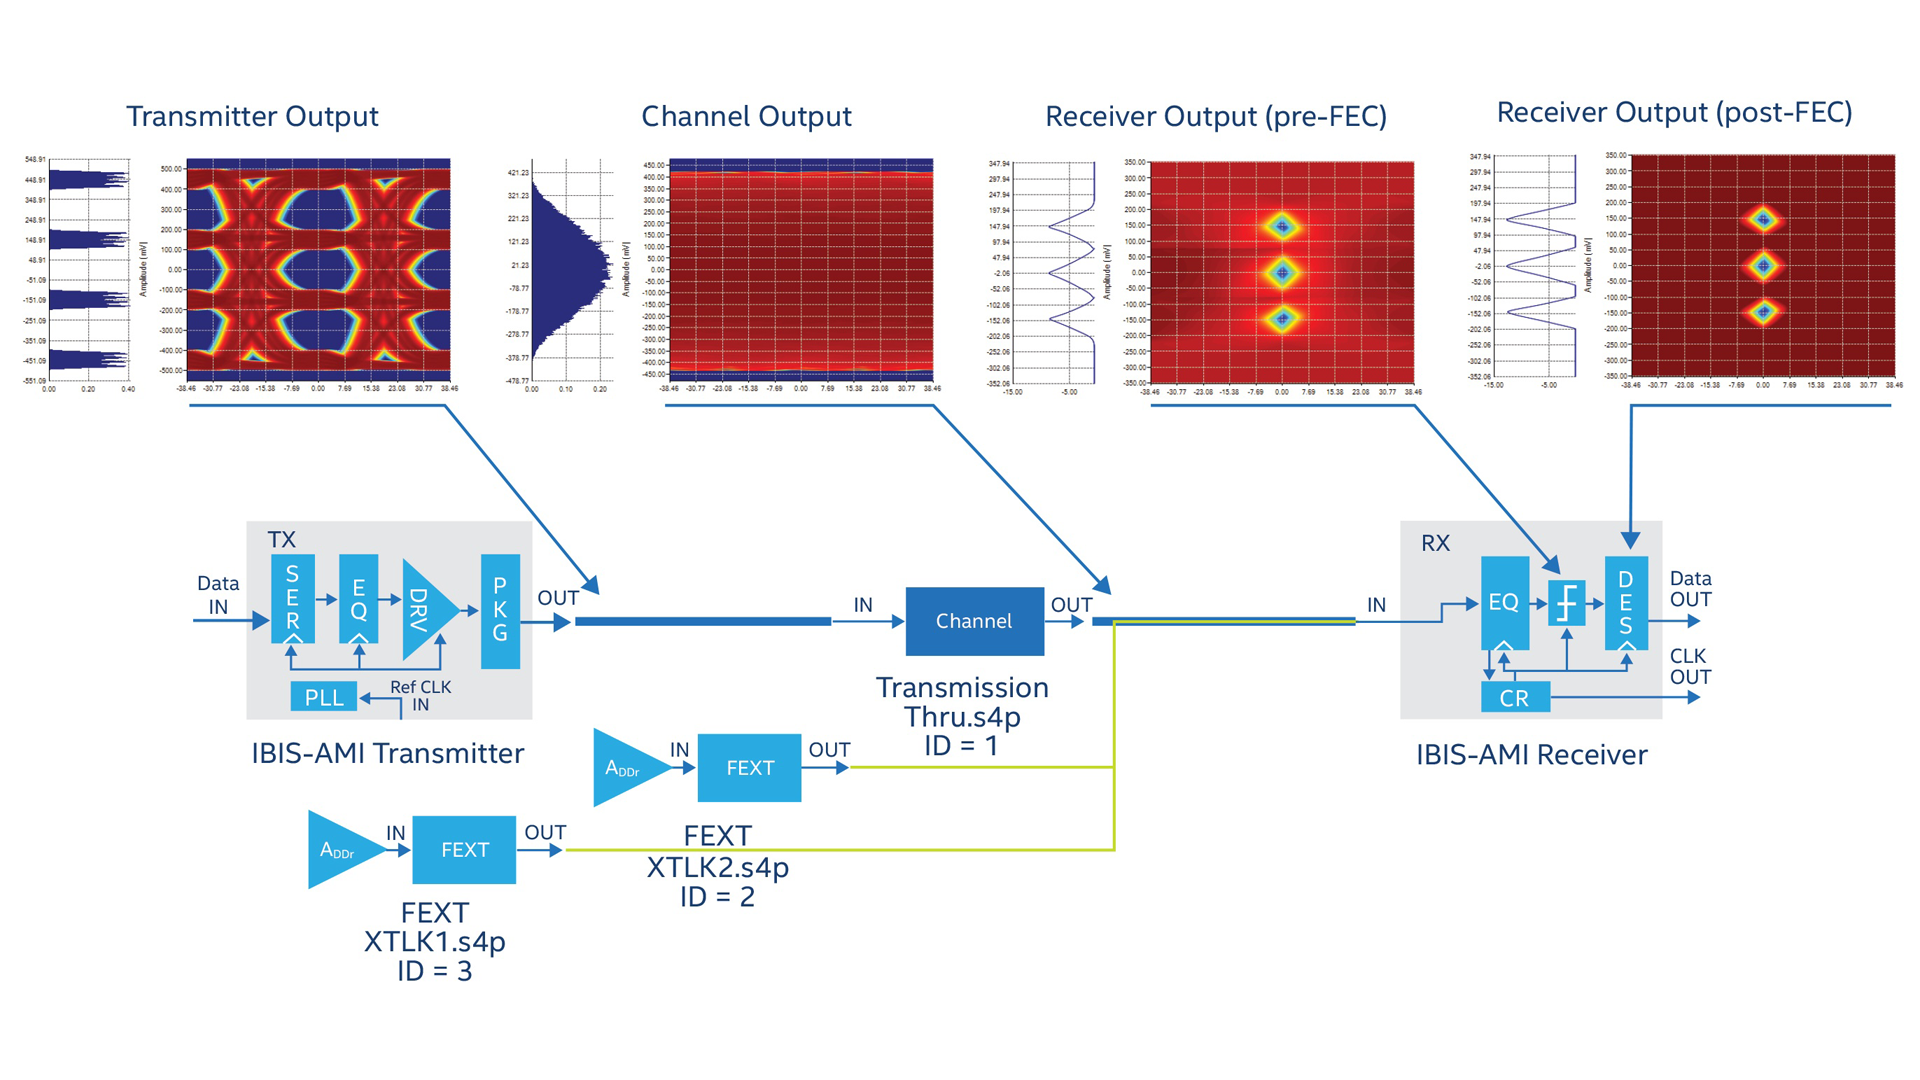 Transmitter Output
Channel Output
Receiver Output (pre-FEC)
Receiver Output (post-FEC)
548.91
448.91
348.91
248.91
148.91
48.91
-51.09
-151.09
-251.09
-351.09
-451.09
-551.09
0.00 0.20 0.40
Amplitude (mV)
500.00
400.00
300.00
200.00
100.00
0.00
-100.00
-200.00
-300.00
-400.00
-500.00
-38.46 -30.77 -23.08 -15.38 -7.69 0.00 7.69 15.38 23.08 30.77 38.46
421.23
321.23
221.23
121.23
21.23
-78.77
-178.77
-278.77
-378.77
-478.77
0.00 0.10 0.20
Amplitude (mV)
450.00
400.00
350.00
300.00
250.00
200.00
150.00
100.00
50.00
0.00
-50.00
-100.00
-150.00
-200.00
-250.00
-300.00
-350.00
-400.00
-450.00
-38.46 -30.77 -23.08 -15.38 -7.69 0.00 7.69 15.38 23.08 30.77 38.46
347.94
297.94
247.94
197.94
147.94
97.94
47.94
-2.06
-52.06
-102.06
-152.06
-202.06
-252.06
-302.06
-352.06
-15.00 -5.00
Amplitude (mV)
350.00
300.00
250.00
200.00
150.00
100.00
50.00
0.00
-50.00
-100.00
-150.00
-200.00
-250.00
-300.00
-350.00
-38.46 -30.77 -23.08 -15.38 -7.69 0.00 7.69 15.38 23.08 30.77 38.46
347.94
297.94
247.94
197.94
147.94
97.94
47.94
-2.06
-52.06
-102.06
-152.06
-202.06
-252.06
-302.06
-352.06
-15.00 -5.00
Amplitude (mV)
350.00
300.00
250.00
200.00
150.00
100.00
50.00
0.00
-50.00
-100.00
-150.00
-200.00
-250.00
-300.00
-350.00
-38.46 -30.77 -23.08 -15.38 -7.69 0.00 7.69 15.38 23.08 30.77 38.46
TX
Data
IN
SER
EQ
DRV
PKG
OUT
PLL
Ref CLK
IN
IBIS-AMI Transmitter
IN
Channel
OUT
Transmission
Thru.s4p
ID = 1
IN
RX
EQ
DES
CR
Data
OUT
CLK
OUT
IBIS-AMI Receiver
ADDr
IN
FEXT
OUT
FEXT
XTLK2.s4p
ID = 2
ADDr
IN
FEXT
OUT
FEXT
XTLK1.s4p
ID = 3